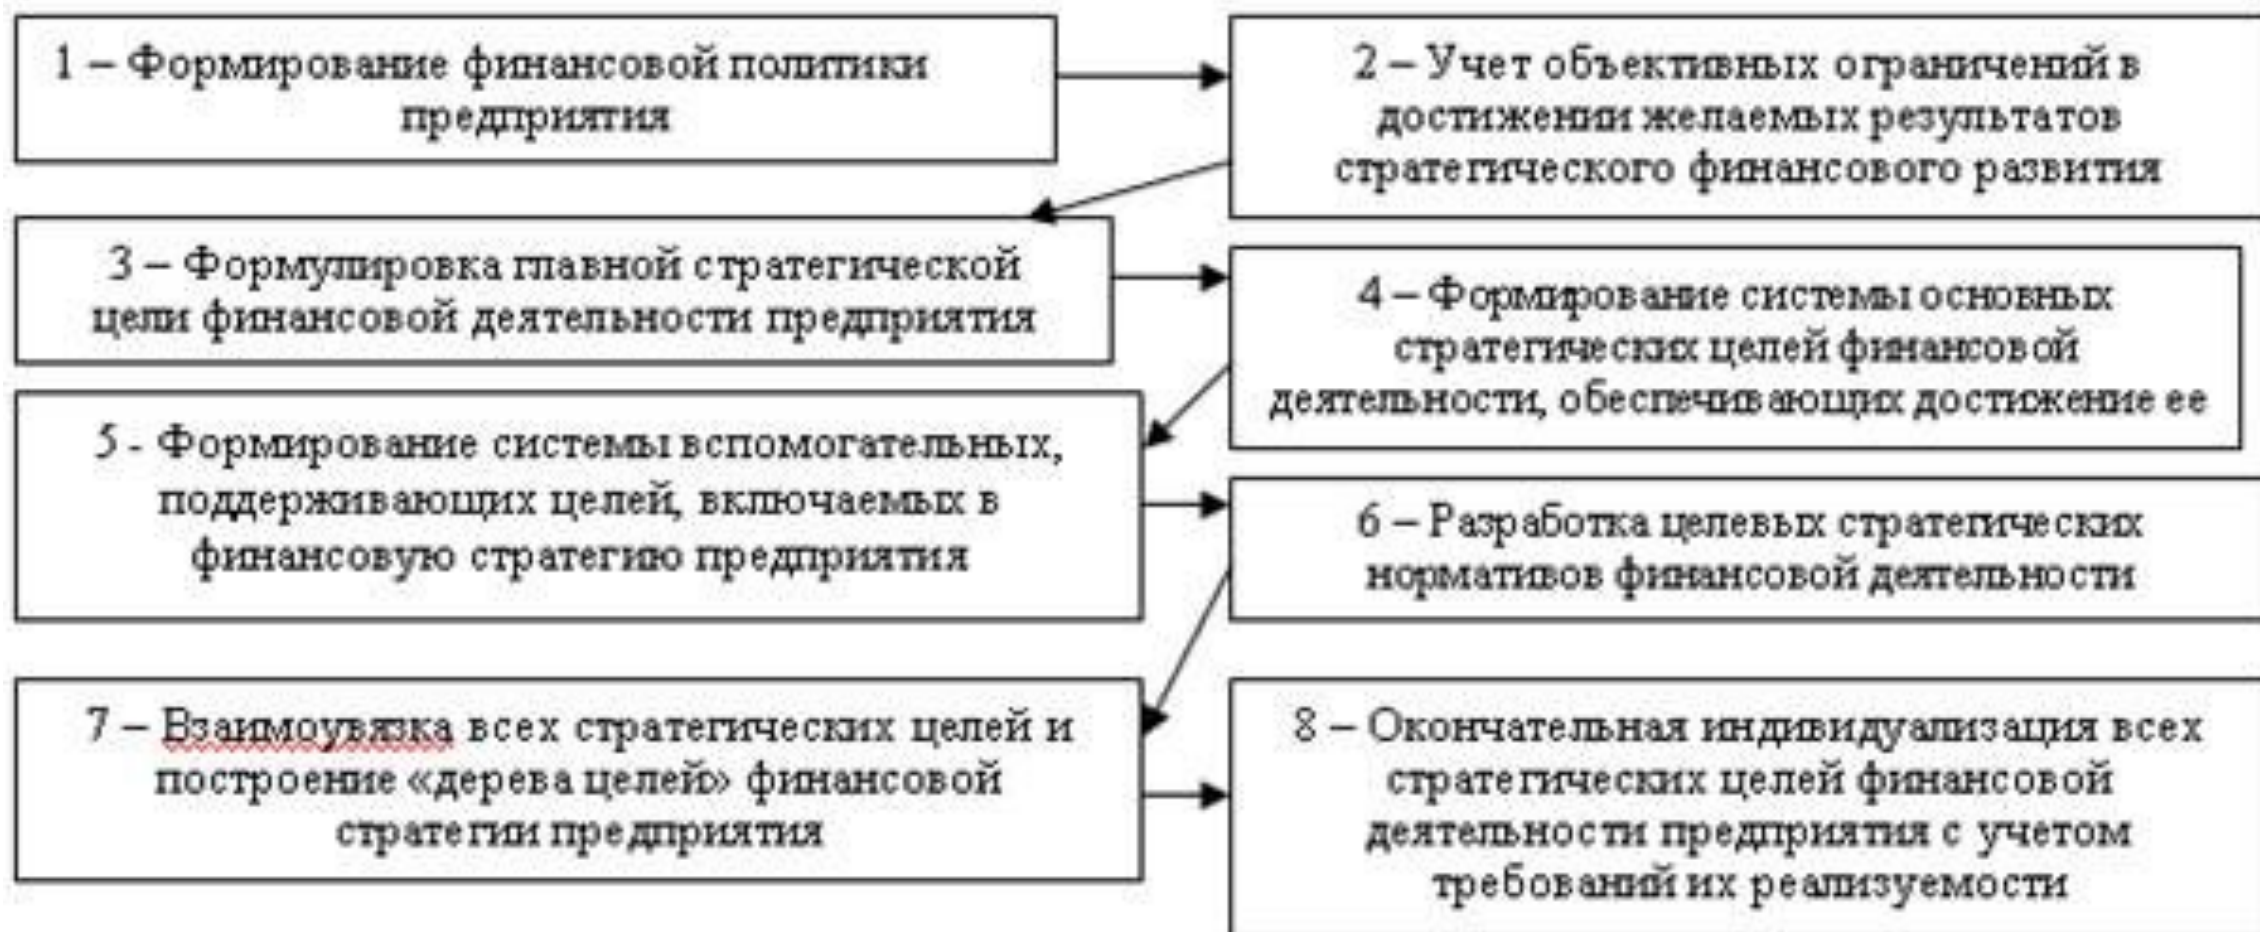 1 – Формирование финансовой политики
предприятия
2 – Учет объективных ограничений в
достижении желаемых результатов
стратегического финансового развития
3 – Формулировка главной стратегической
цели финансовой деятельности предприятия
4 – Формирование системы основных
стратегических целей финансовой
деятельности, обеспечивающих достижение ее
5 - Формирование системы вспомогательных,
поддерживающих целей, включаемых в
финансовую стратегию предприятия
6 – Разработка целевых стратегических
нормативов финансовой деятельности
7 – Взаимоувязка всех стратегических целей и
построение «дерева целей» финансовой
стратегии предприятия
8 – Окончательная индивидуализация всех
стратегических целей финансовой
деятельности предприятия с учетом
требований их реализуемости